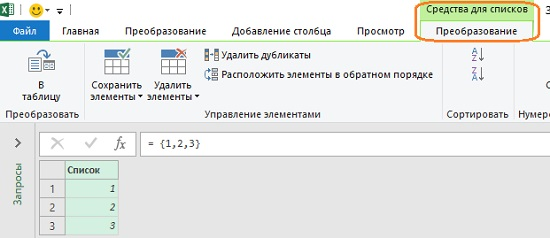 Средства для списков
З
Файл
Главная
Преобразование
Добавление столбца
Просмотр
Преобразование
В таблицу
Сохранить элементы
Удалить элементы
Удалить дубликаты
Расположить элементы в обратном порядке
A
Я
Я
A
Преобразовать
Управление элементами
Сортировать
Нумеро
Запросы
fx
= {1,2,3}
Список
1 1
2 2
3 3